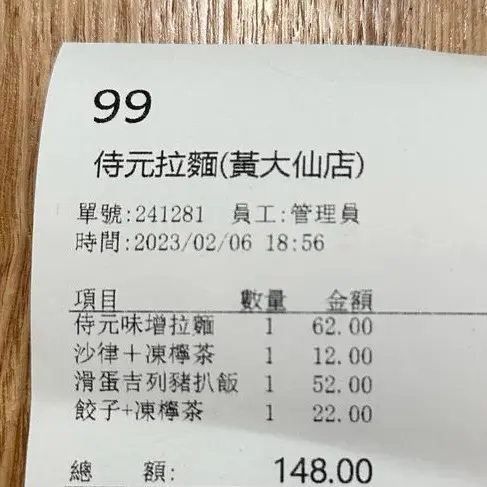 99
侍元拉麵(黃大仙店)
單號:241281 員工:管理員
時間:2023/02/06 18:56
項目 數量 金額
侍元味增拉麵 1 62.00
沙律+凍檸茶 1 12.00
滑蛋吉列豬扒飯 1 52.00
餃子+凍檸茶 1 22.00
總 額: 148.00